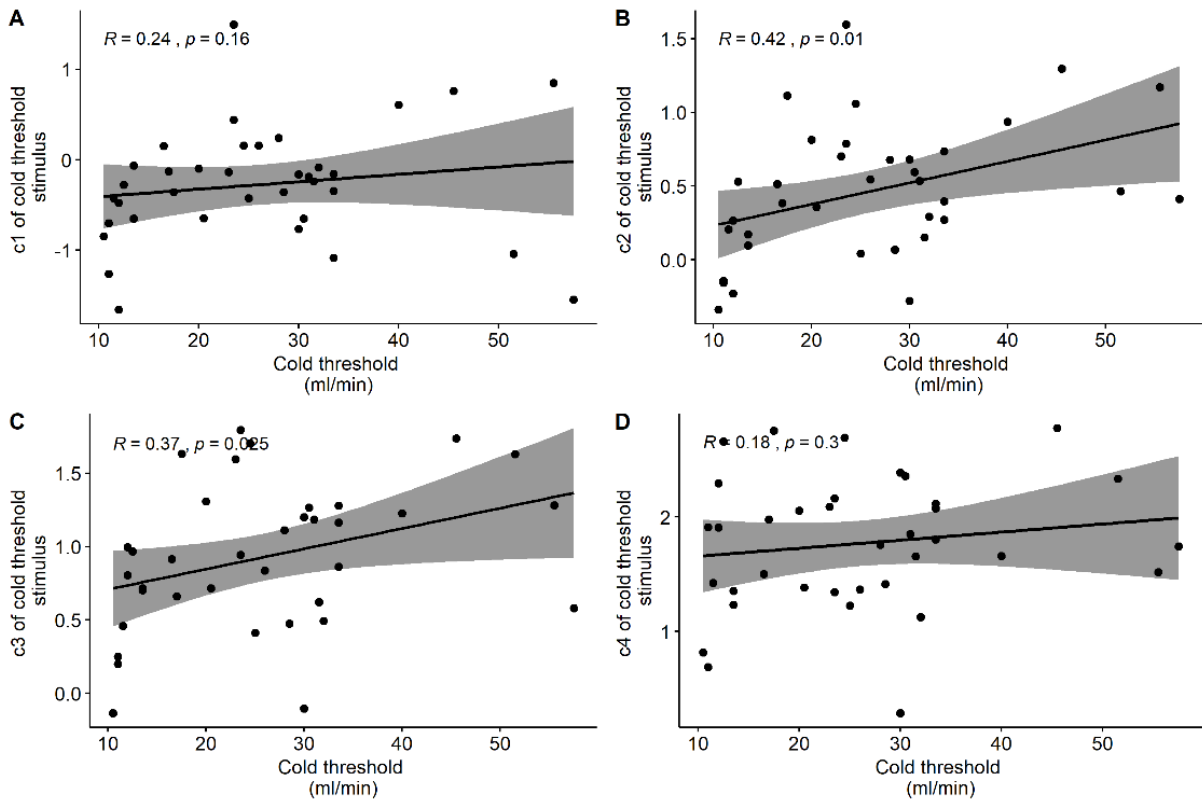 A
R = 0.24 , p = 0.16
c1 of cold threshold
stimulus
1
0
-1
10 20 30 40 50
Cold threshold
(ml/min)
B
R = 0.42 , p = 0.01
c2 of cold threshold
stimulus
1.5
1.0
0.5
0.0
10 20 30 40 50
Cold threshold
(ml/min)
C
R = 0.37 , p = 0.025
c3 of cold threshold
stimulus
1.5
1.0
0.5
0.0
10 20 30 40 50
Cold threshold
(ml/min)
D
R = 0.18 , p = 0.3
c4 of cold threshold
stimulus
2
1
10 20 30 40 50
Cold threshold
(ml/min)